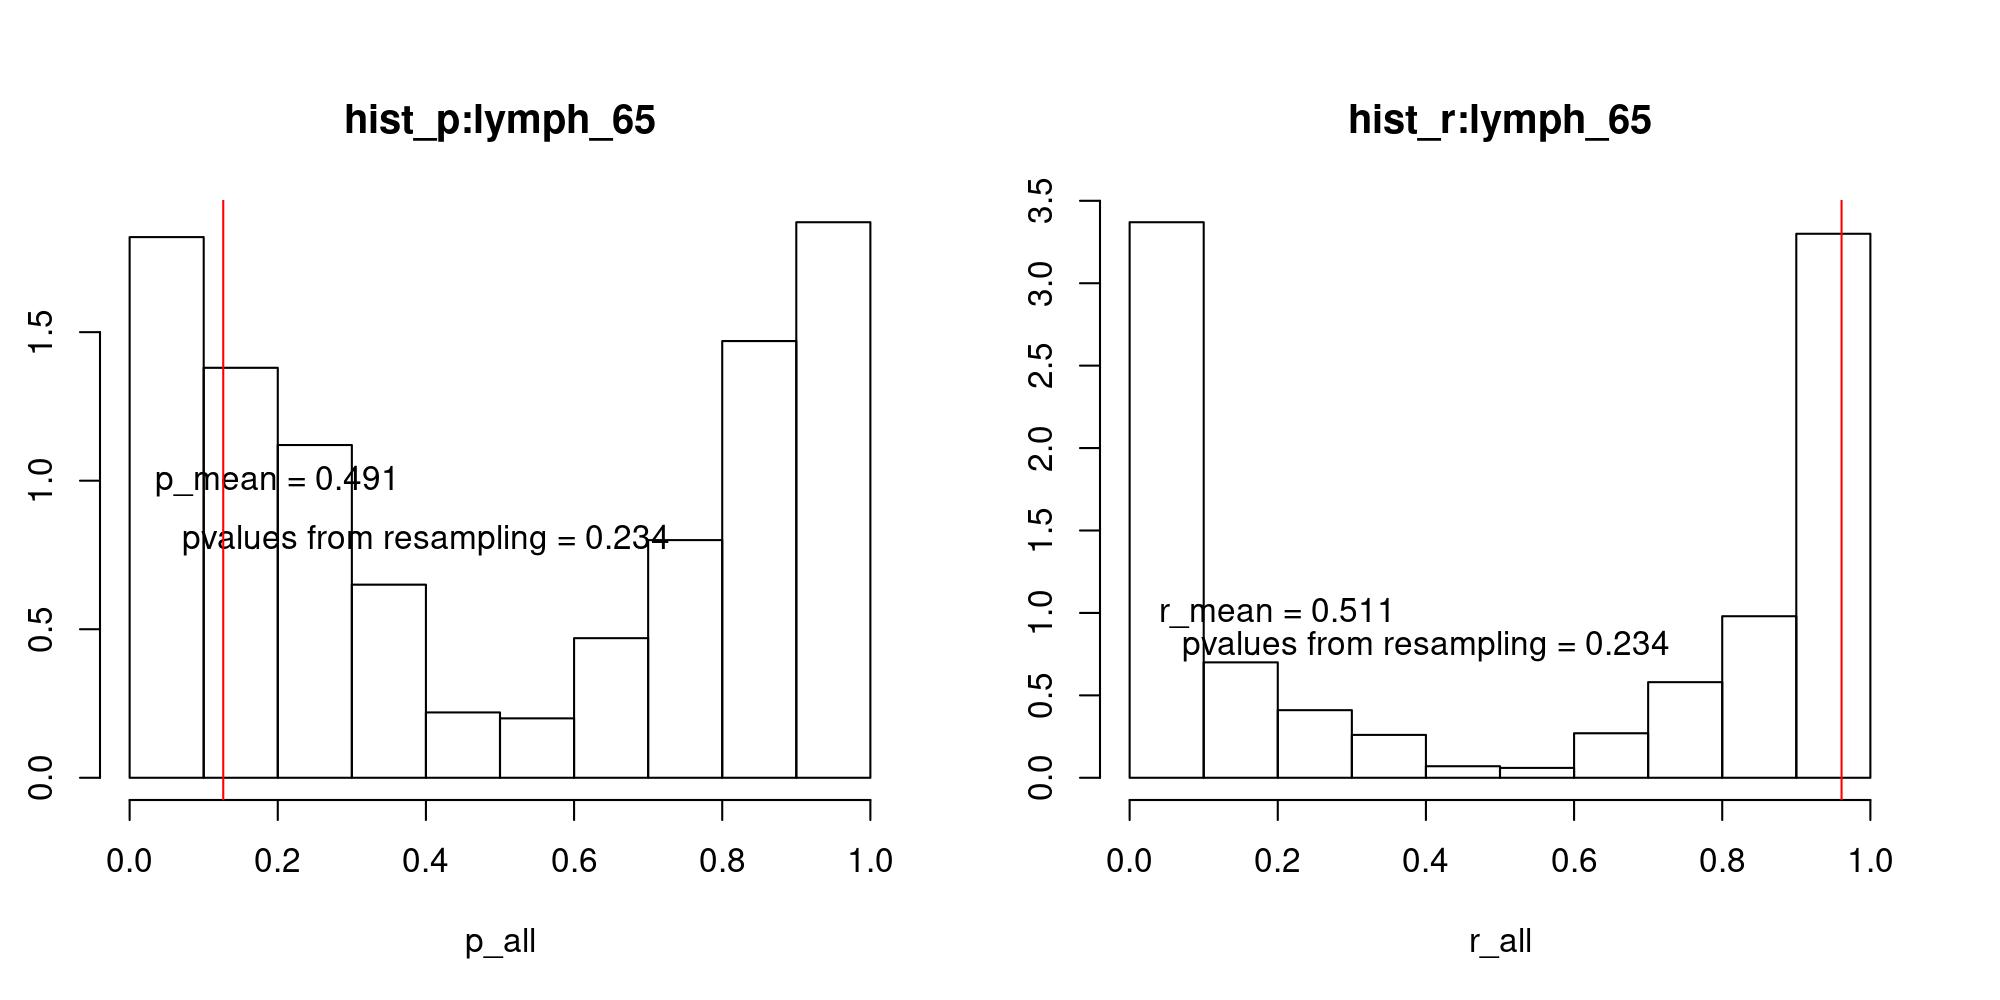 hist_p:lymph_65
1.5
1.0
0.5
0.0
p_mean = 0.491
pvalues from resampling = 0.234
0.0 0.2 0.4 0.6 0.8 1.0
p_all
hist_r:lymph_65
3.5
3.0
2.5
2.0
1.5
1.0
0.5
0.0
r_mean = 0.511
pvalues from resampling = 0.234
0.0 0.2 0.4 0.6 0.8 1.0
r_all